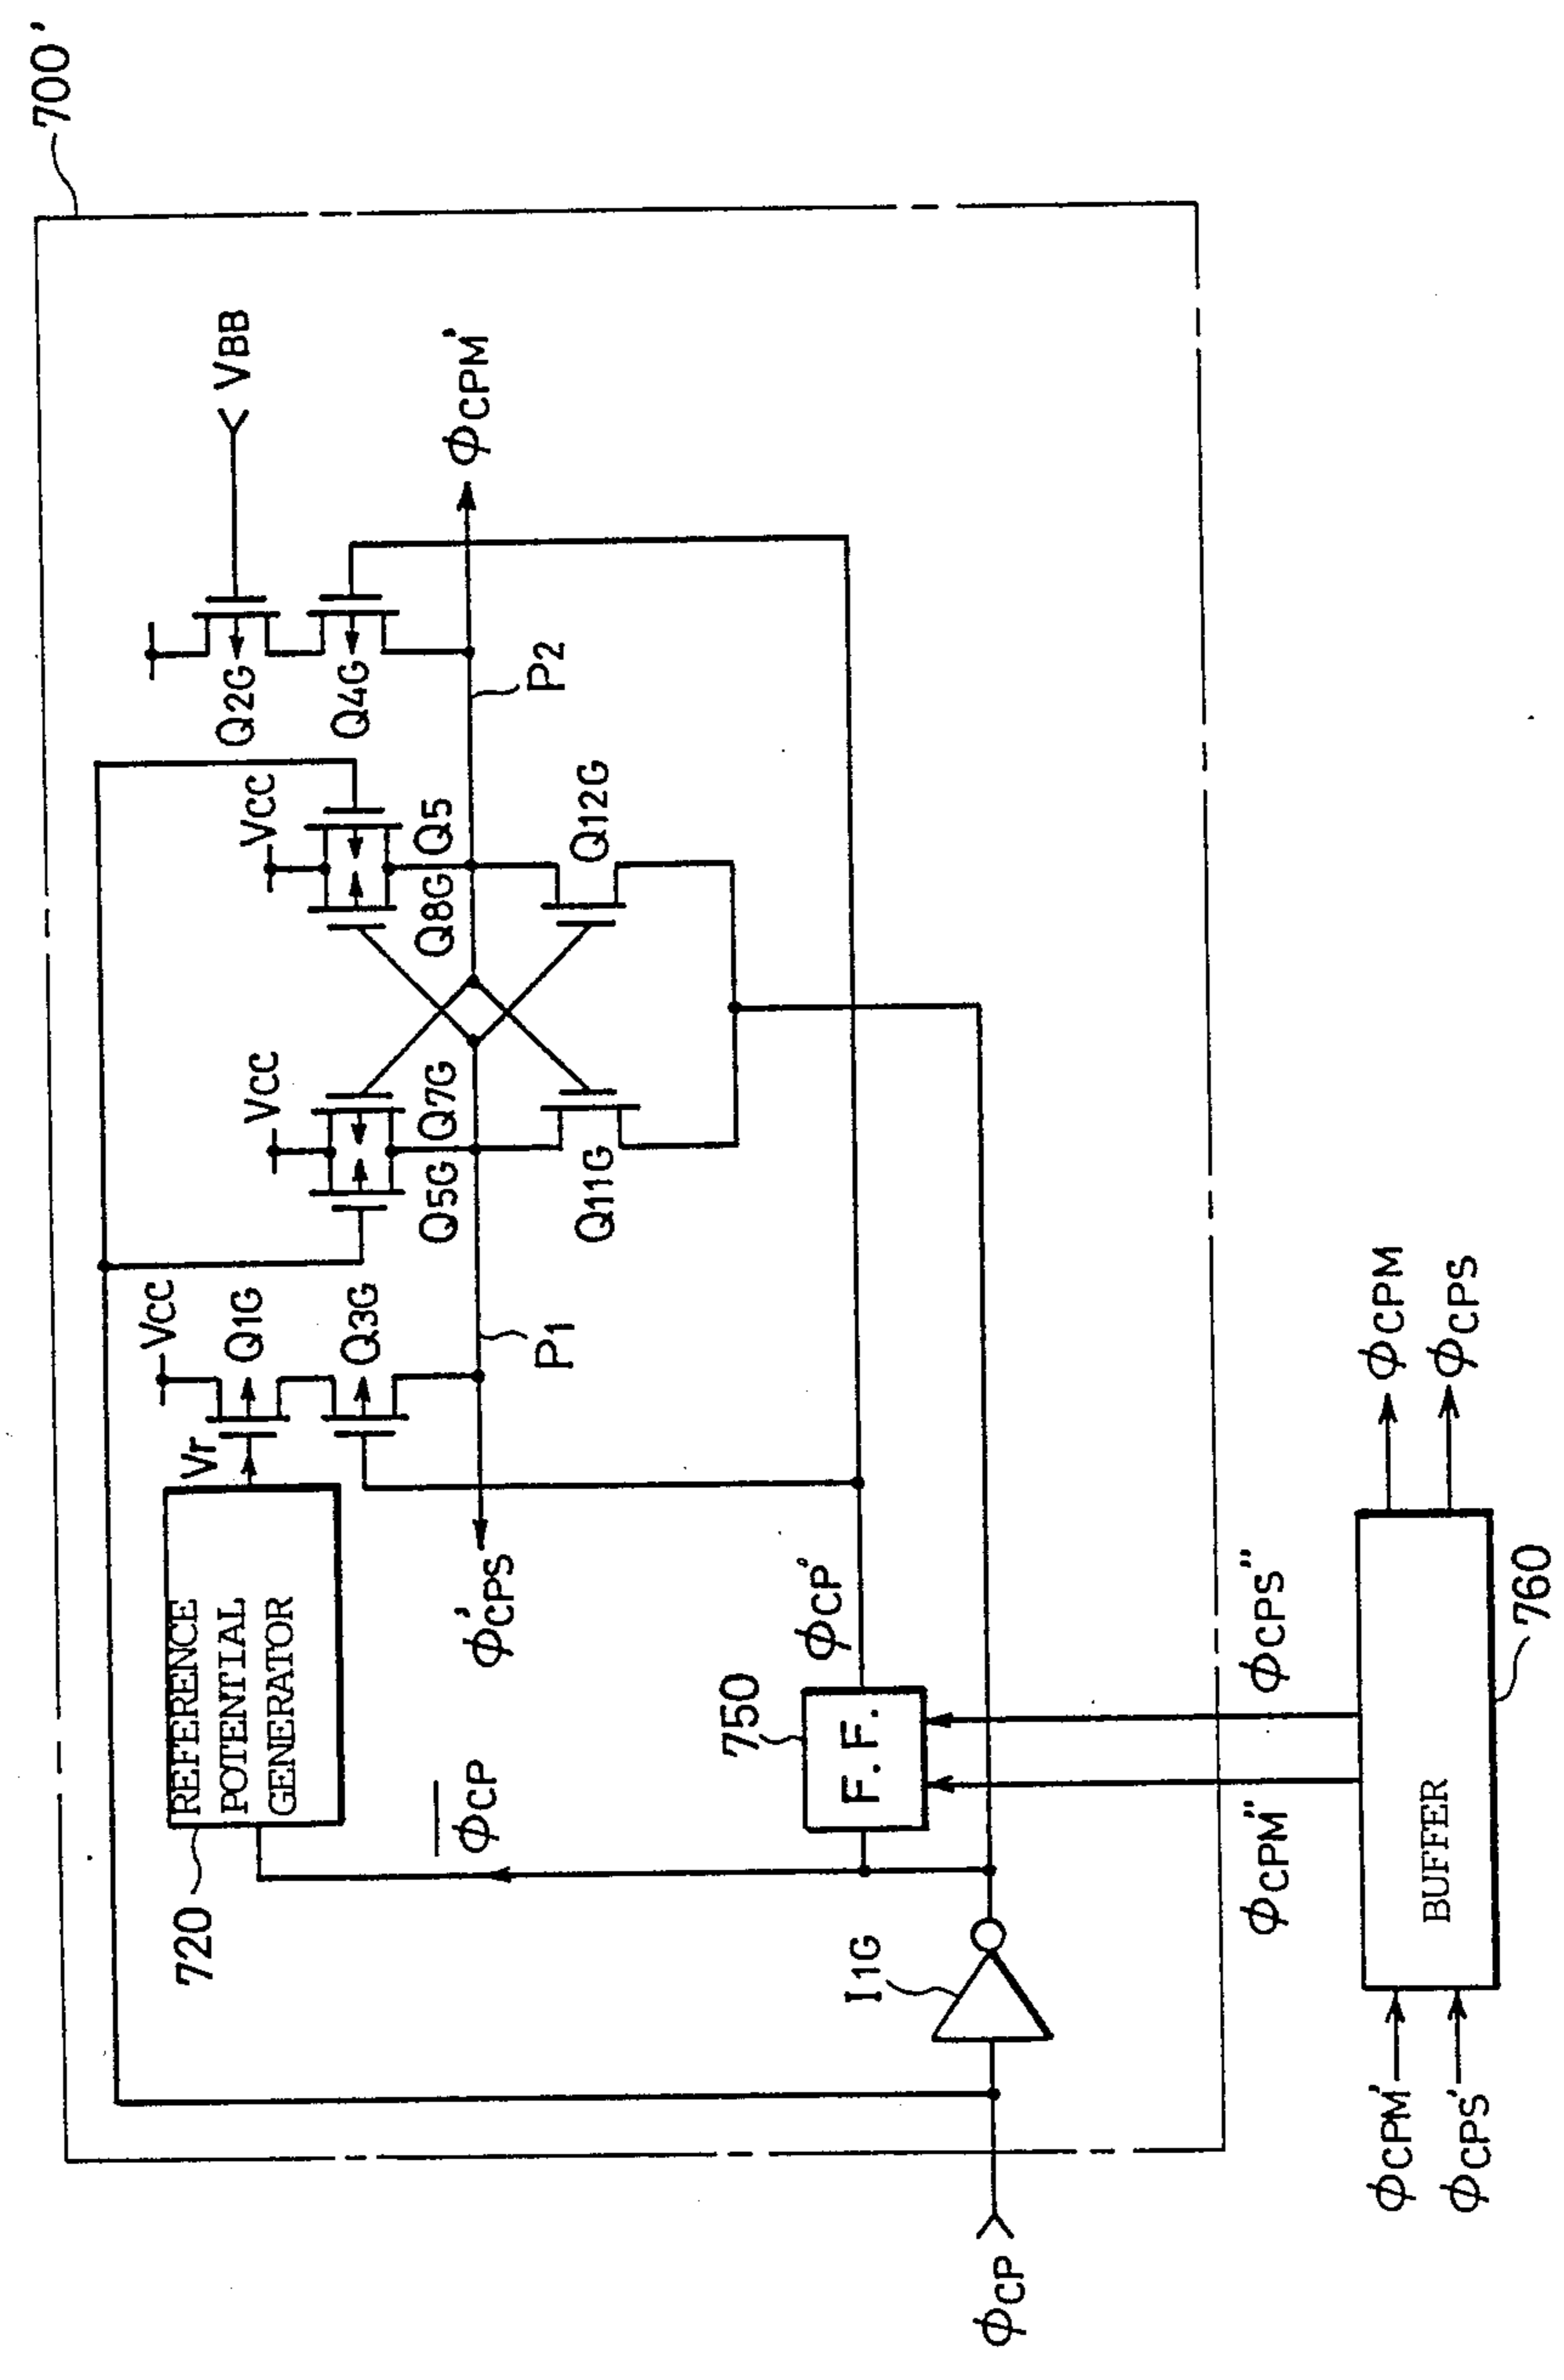 700'
VBB
Q2G
Q4G
ΦCPM'
P2
VCC
Q8G
Q5
Q12G
VCC
Q5G
Q7G
Q11G
VCC
Q1G
Q3G
Vr
P1
REFERENCE
POTENTIAL
GENERATOR
720
Φ'CPS
ΦCP'
750
F.F.
Φ̅CP
I1G
ΦCP
ΦCPM"
ΦCPS"
ΦCPM'
ΦCPS'
BUFFER
760
ΦCPM
ΦCPS